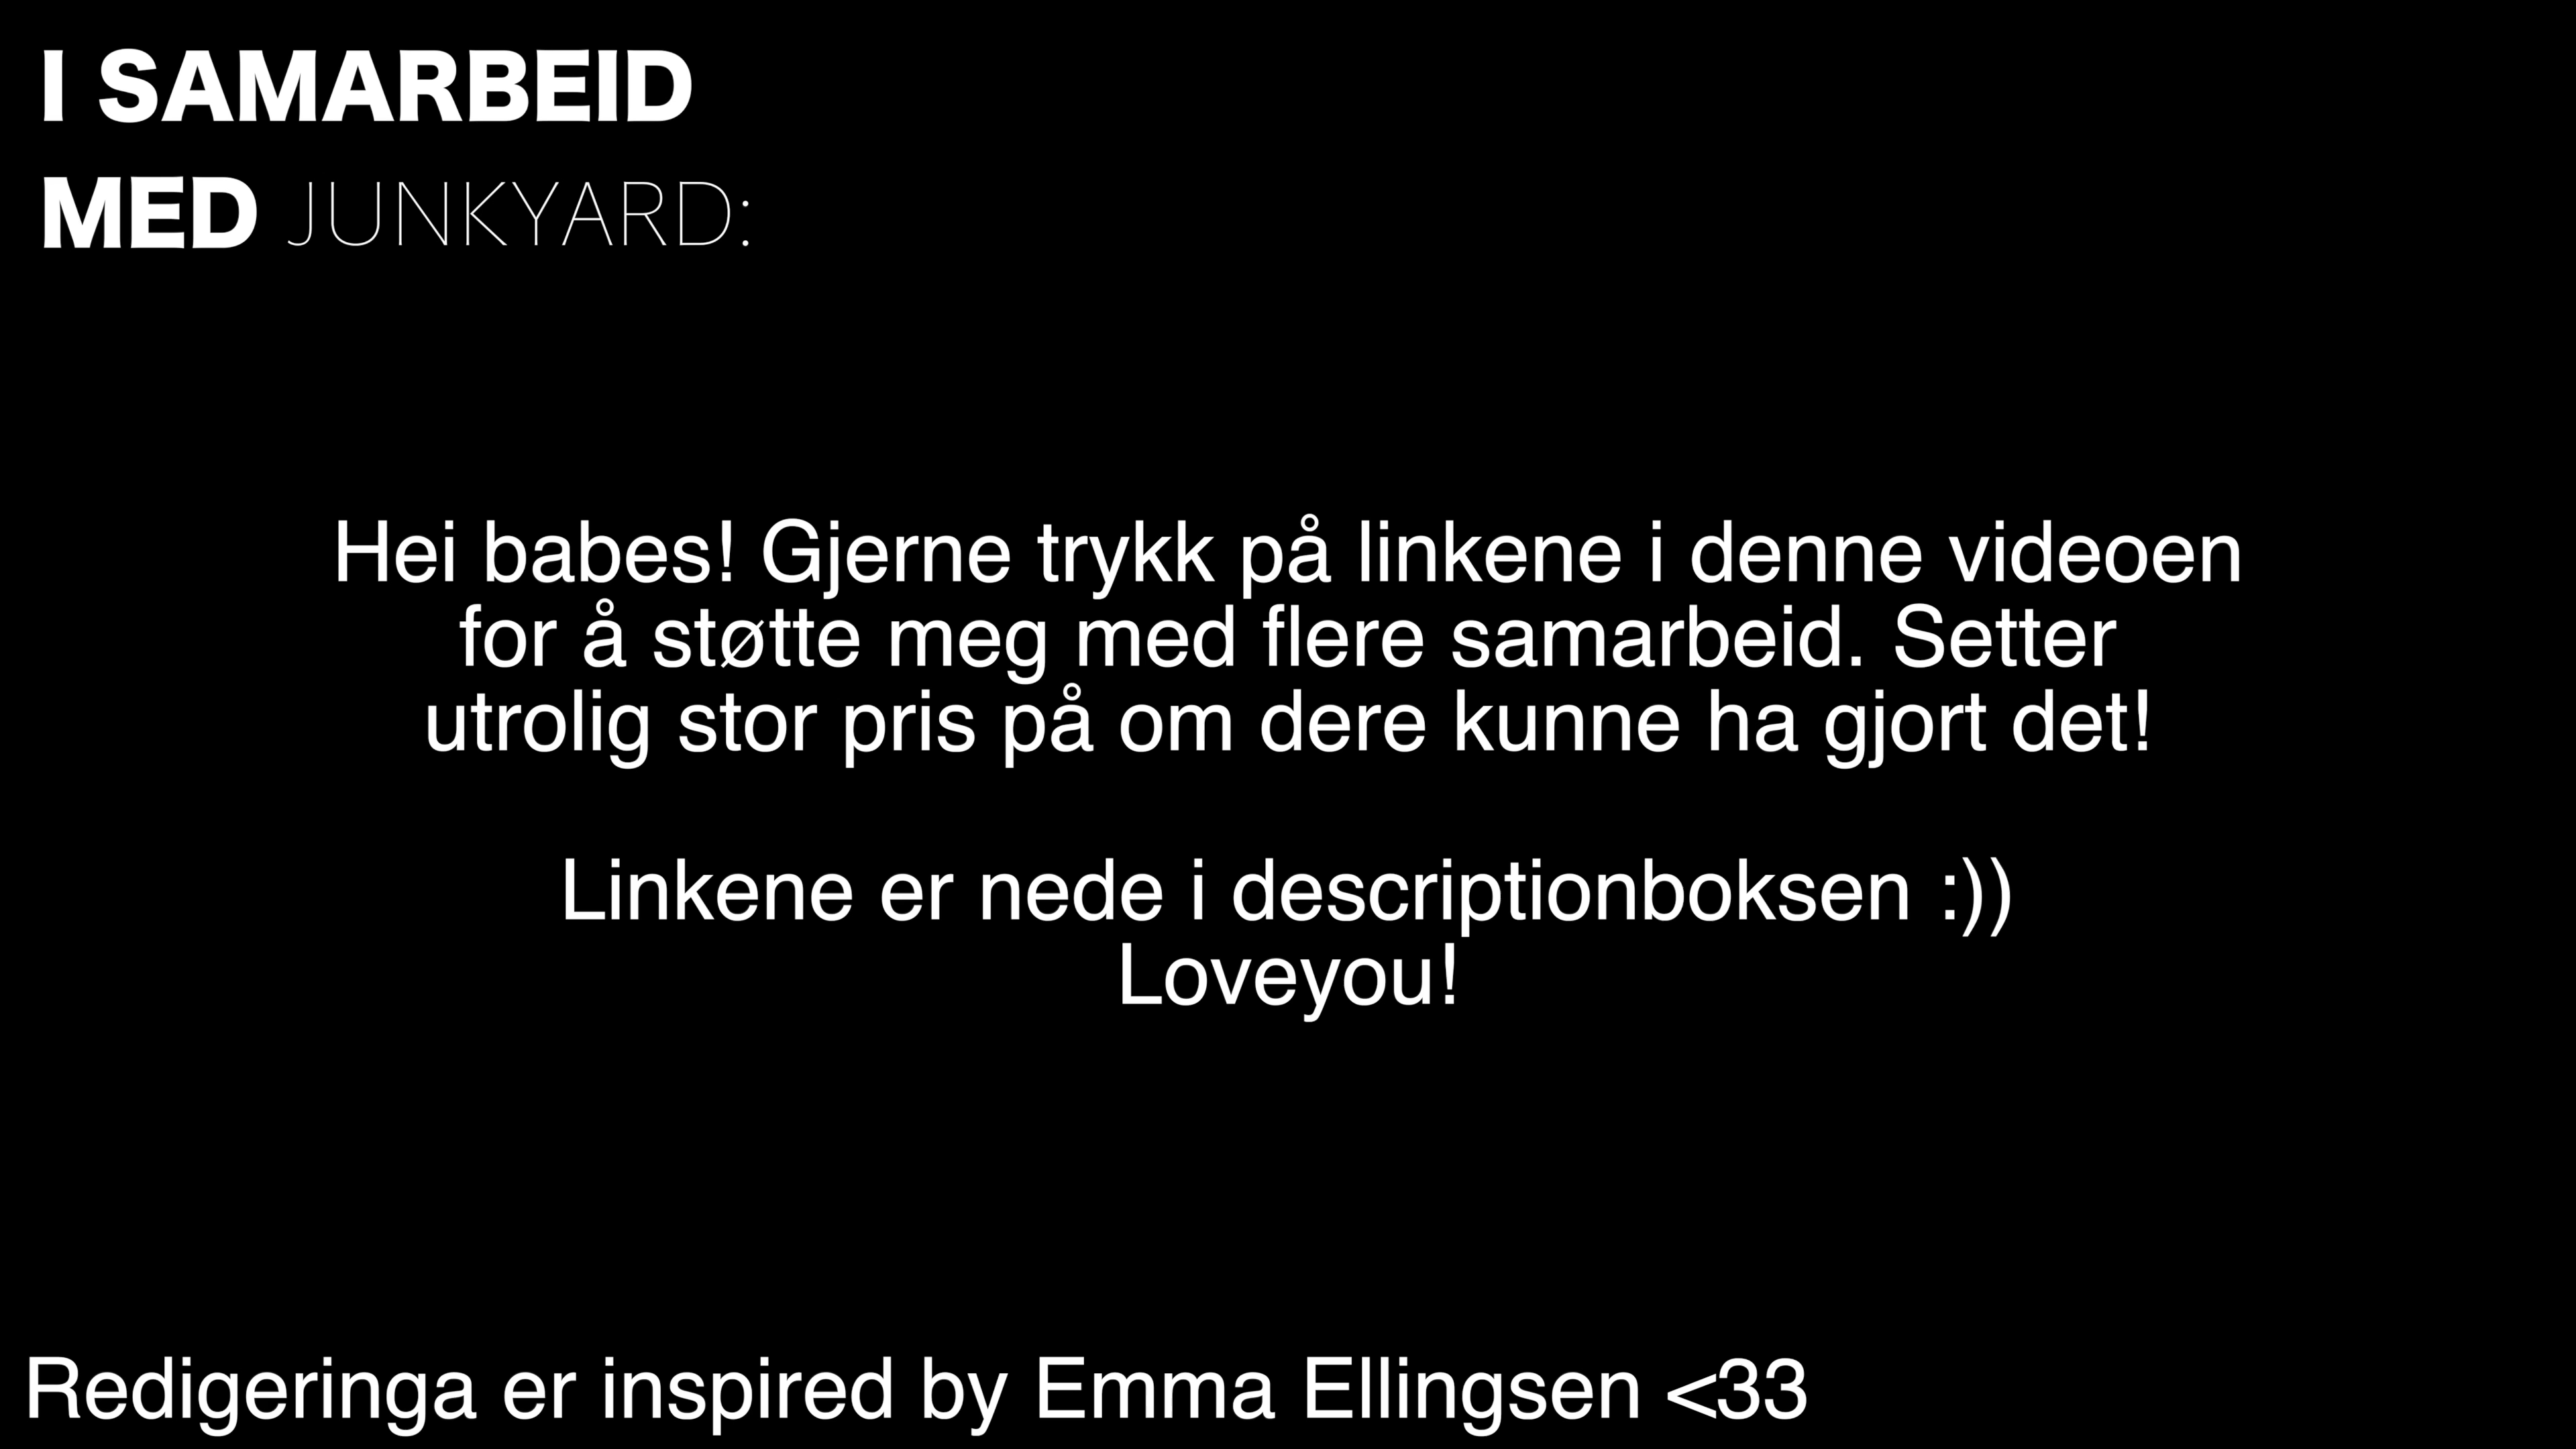 I SAMARBEID
MED JUNKYARD:
Hei babes! Gjerne trykk på linkene i denne videoen
for å støtte meg med flere samarbeid. Setter
utrolig stor pris på om dere kunne ha gjort det!
Linkene er nede i descriptionboksen :))
Loveyou!
Redigeringa er inspired by Emma Ellingsen <33